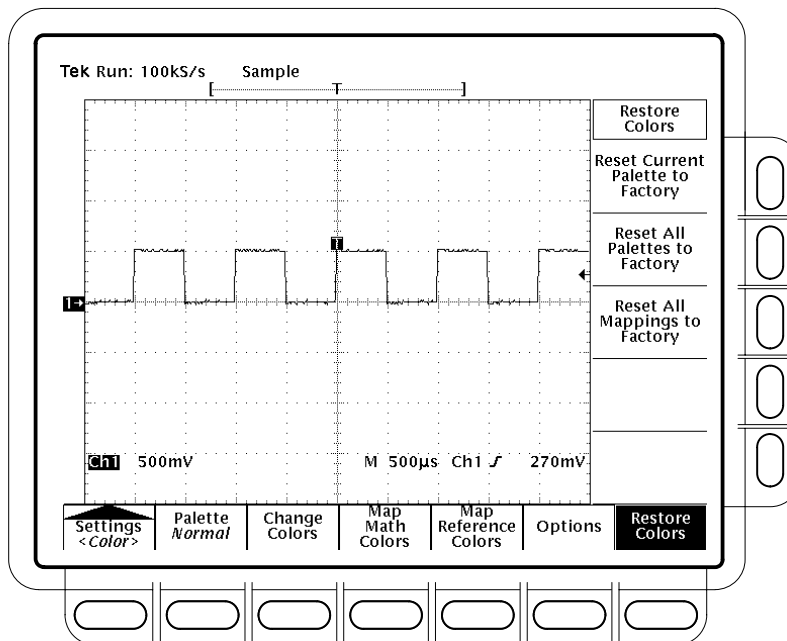 Tek Run: 100kS/s Sample
[ T ]
Restore
Colors
Reset Current
Palette to
Factory
Reset All
Palettes to
Factory
Reset All
Mappings to
Factory
T
1→
Ch1 500mV M 500µs Ch1 270mV
Settings
<Color>
Palette
Normal
Change
Colors
Map
Math
Colors
Map
Reference
Colors
Options
Restore
Colors